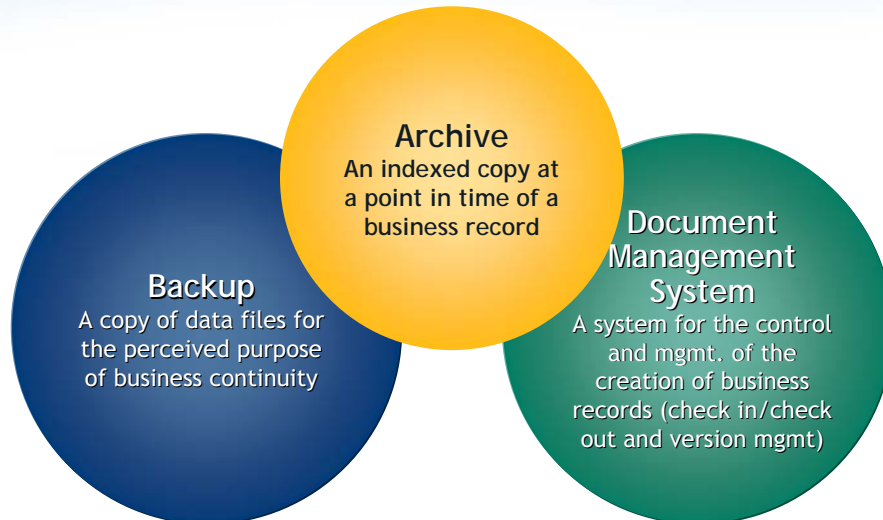 Archive
An indexed copy at
a point in time of a
business record
Backup
A copy of data files for
the perceived purpose
of business continuity
Document
Management
System
A system for the control
and mgmt. of the
creation of business
records (check in/check
out and version mgmt)